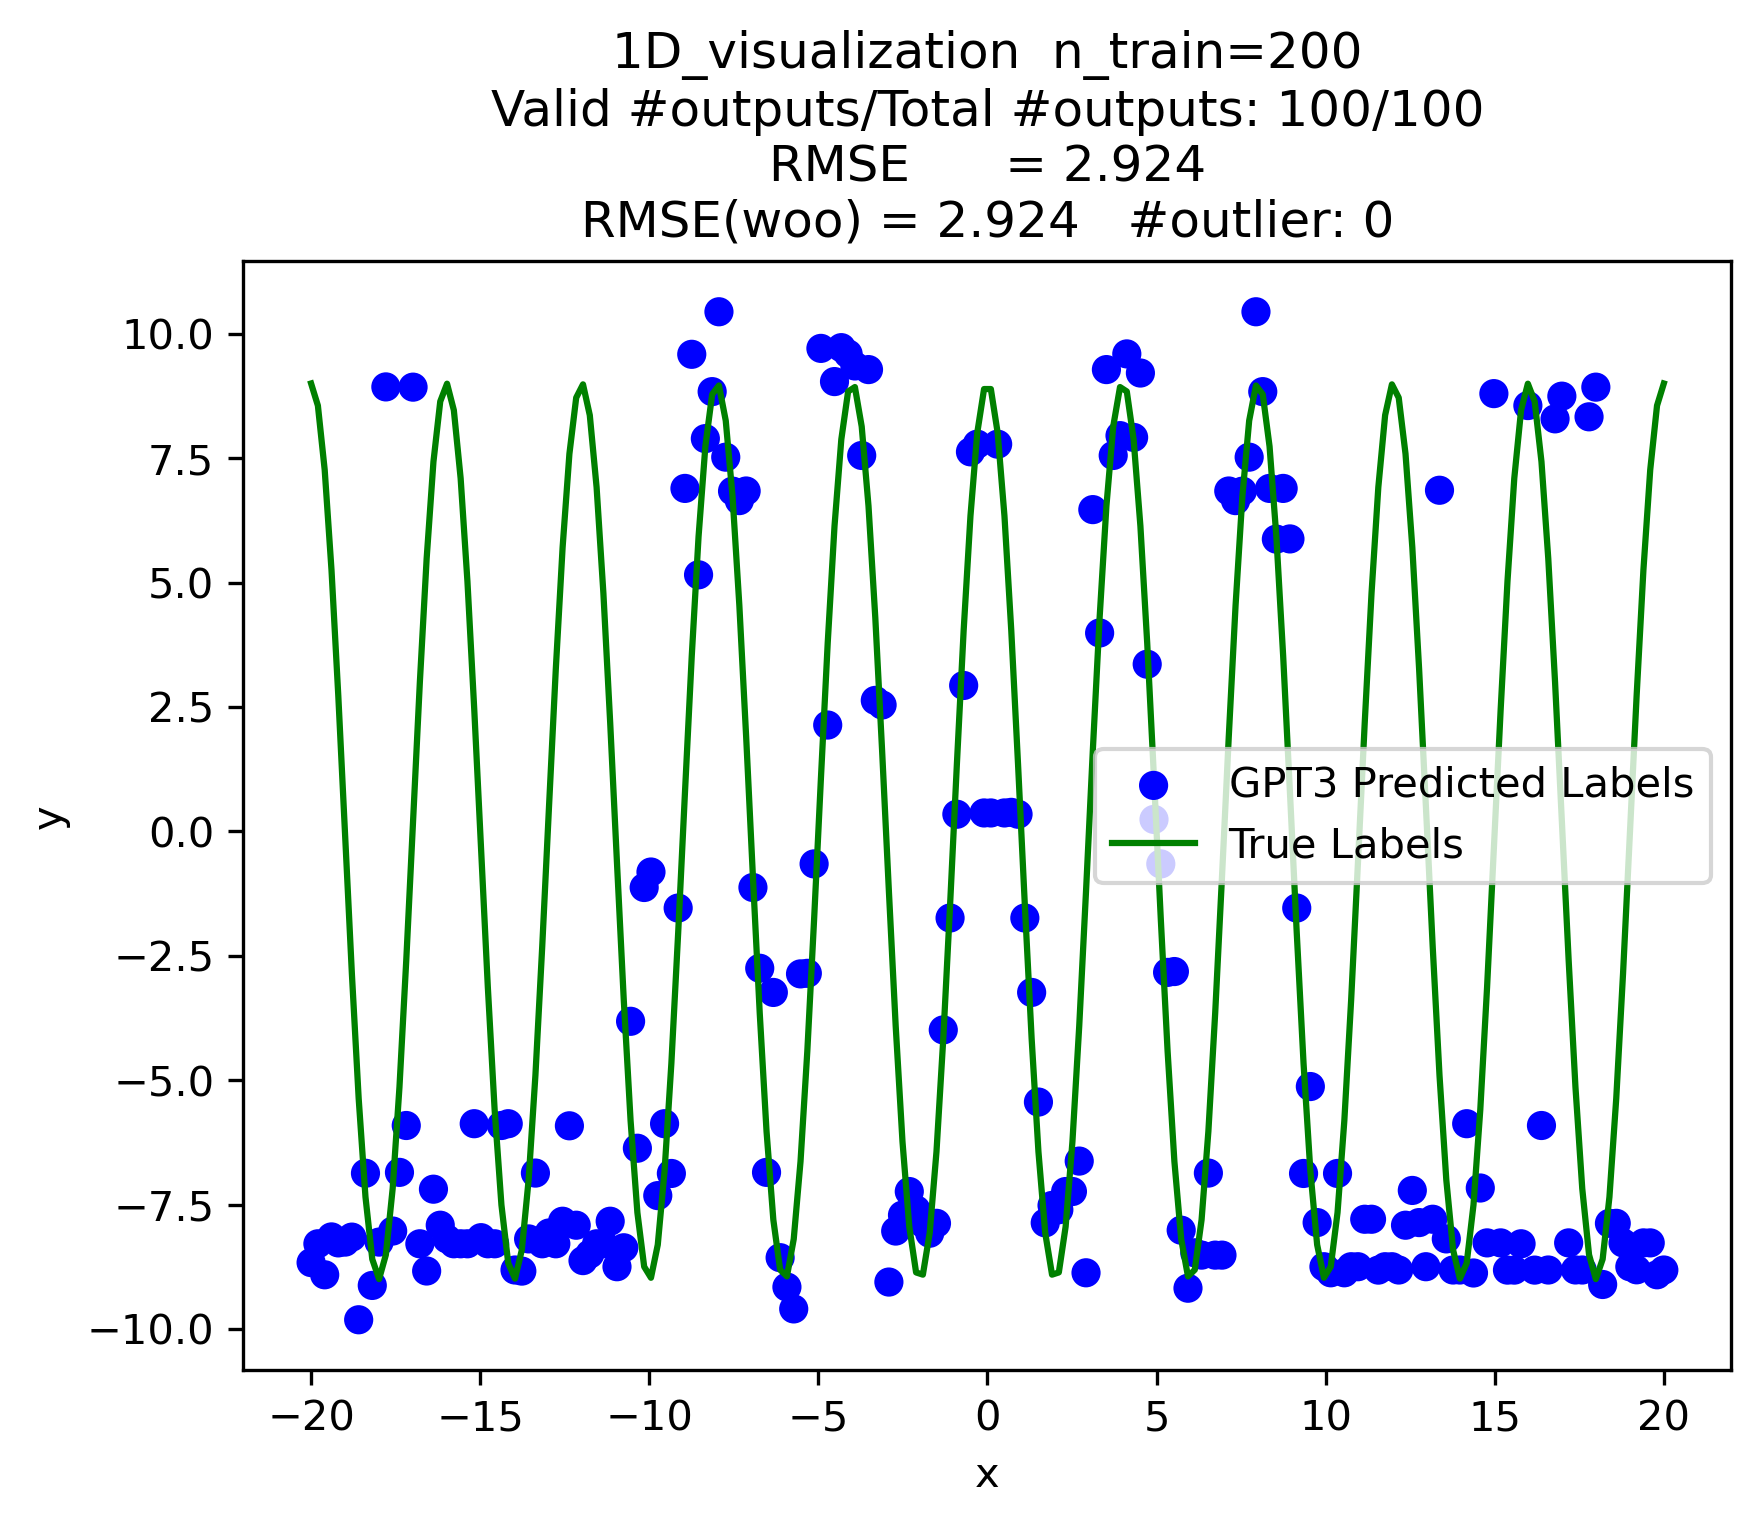 1D_visualization  n_train=200
Valid #outputs/Total #outputs: 100/100
RMSE      = 2.924
RMSE(woo) = 2.924   #outlier: 0
10.0
7.5
5.0
2.5
0.0
−2.5
−5.0
−7.5
−10.0
y
GPT3 Predicted Labels
True Labels
−20
−15
−10
−5
0
5
10
15
20
x